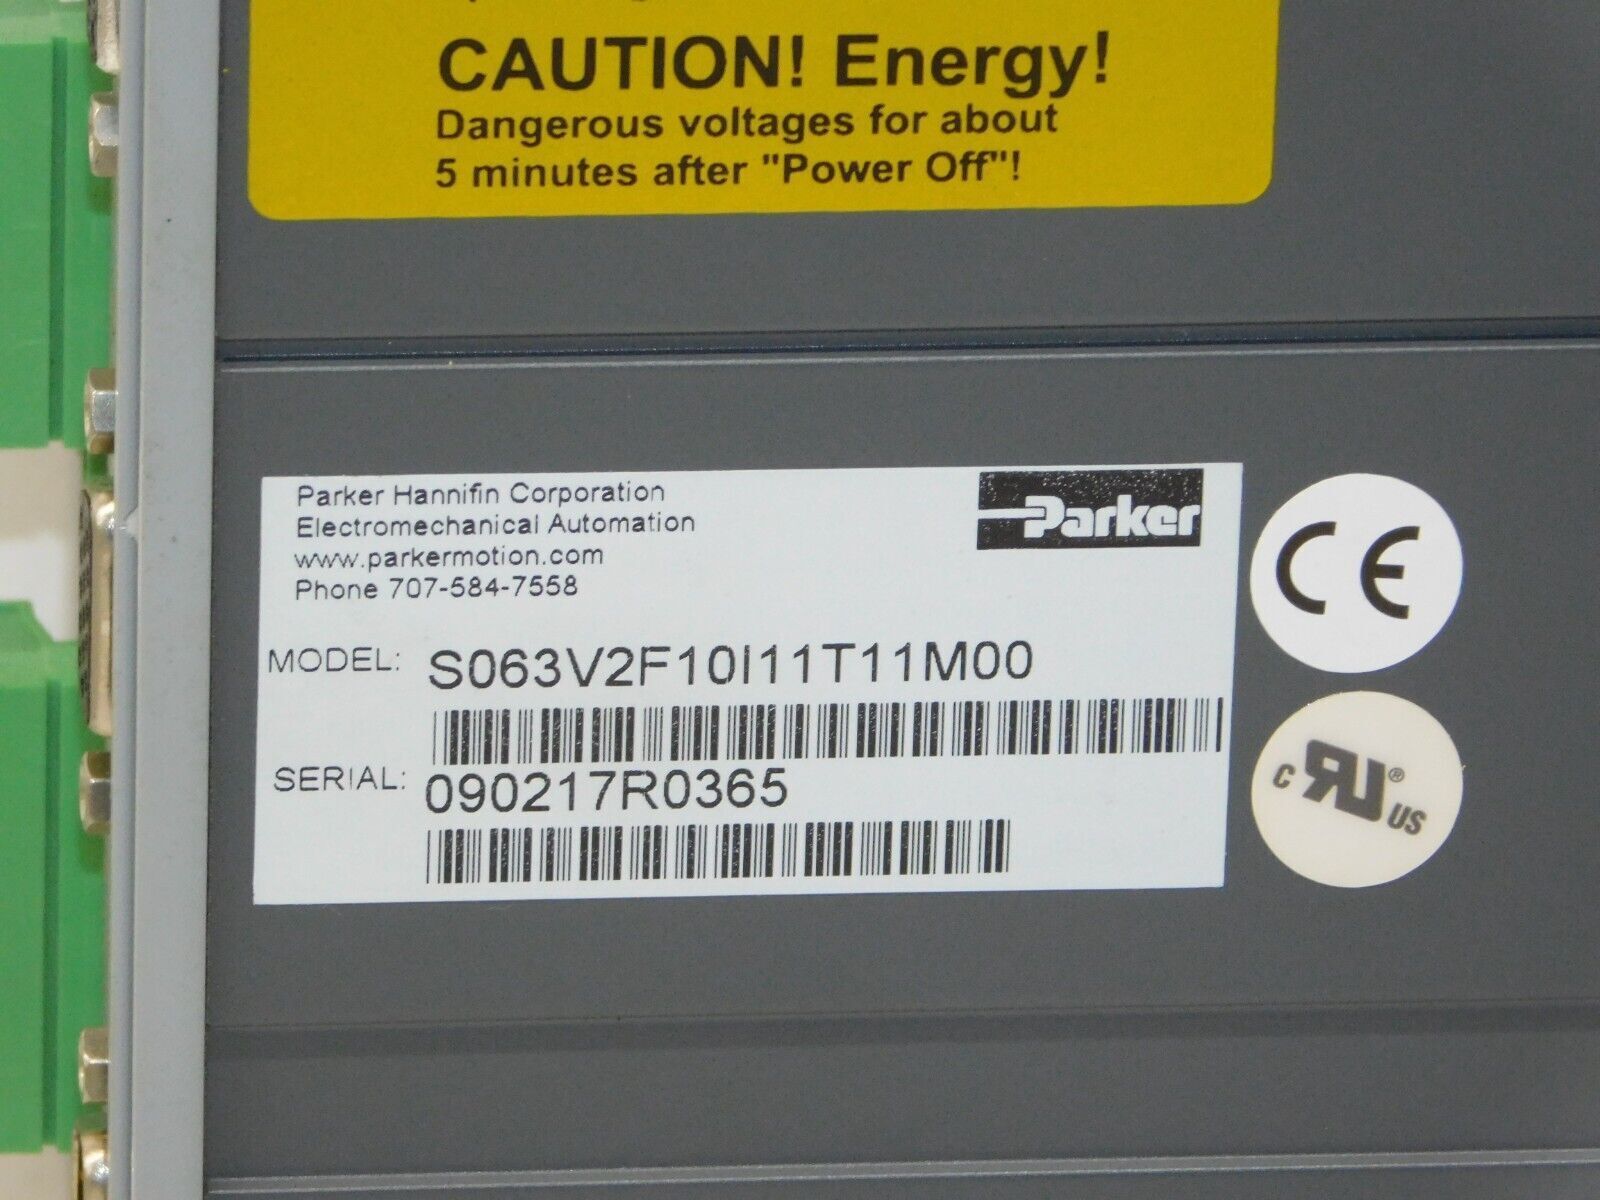 CAUTION! Energy!
Dangerous voltages for about
5 minutes after "Power Off"!
Parker Hannifin Corporation
Electromechanical Automation
www.parkermotion.com
Phone 707-584-7558
Parker
MODEL: S063V2F10I11T11M00
SERIAL: 090217R0365
CE
c RU ® US